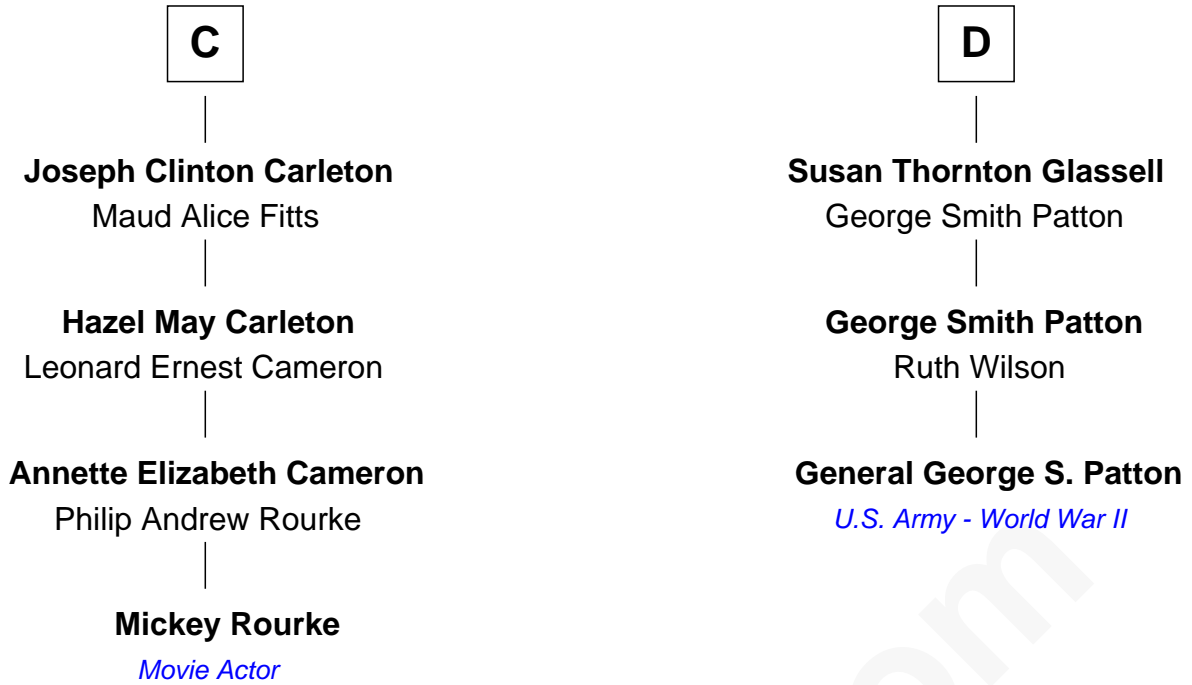 C
Joseph Clinton Carleton
Maud Alice Fitts
Hazel May Carleton
Leonard Ernest Cameron
Annette Elizabeth Cameron
Philip Andrew Rourke
Mickey Rourke
Movie Actor
D
Susan Thornton Glassell
George Smith Patton
George Smith Patton
Ruth Wilson
General George S. Patton
U.S. Army - World War II
om